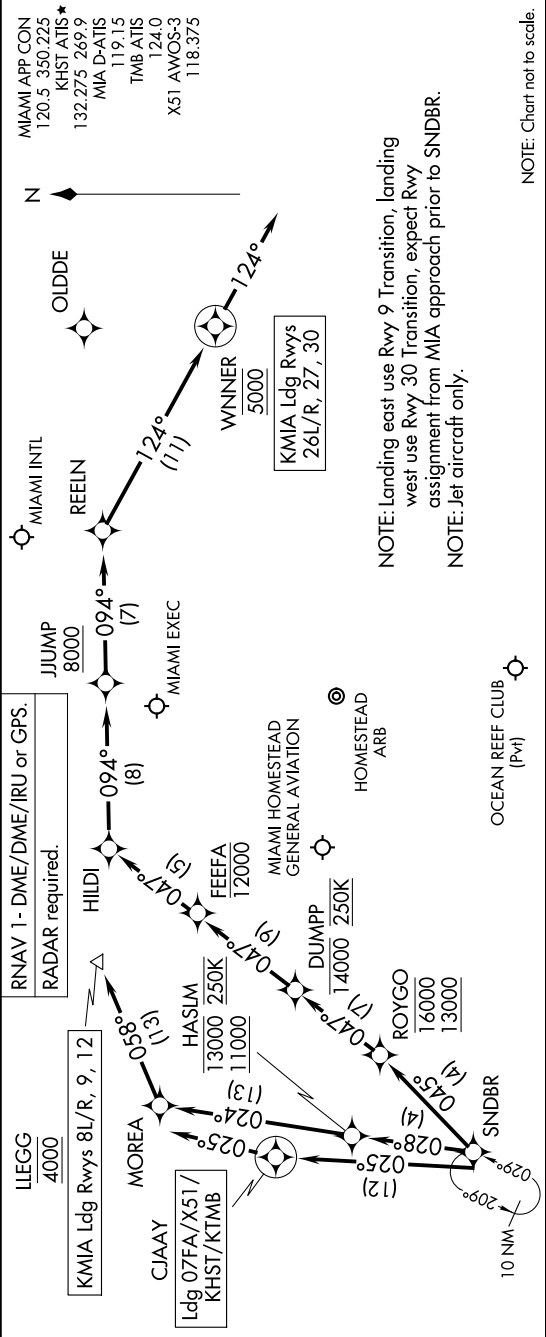 MIAMI APP CON
120.5 350.225
KHST ATIS★
132.275 269.9
MIA D-ATIS
119.15
TMB ATIS
124.0
X51 AWOS-3
118.375
N
RNAV 1- DME/DME/IRU or GPS.
RADAR required.
LLEGG
4000
KMIA Ldg Rwys 8L/R, 9, 12
058°
(13)
MOREA
CJAAY
Ldg 07FA/X51/
KHST/KTMB
025°
025°
(12)
024°
(13)
HASLM
13000 250K
11000
028°
(4)
SNDBR
029°
209°
10 NM
045°
(4)
ROYGO
16000
13000
047°
(7)
DUMPP
14000 250K
047°
(9)
FEEFA
12000
047°
(5)
HILDI
094°
(8)
JJUMP
8000
094°
(7)
REELN
124°
(11)
WNNER
5000
KMIA Ldg Rwys
26L/R, 27, 30
124°
OLDDE
MIAMI INTL
MIAMI EXEC
MIAMI HOMESTEAD
GENERAL AVIATION
HOMESTEAD
ARB
OCEAN REEF CLUB
(Pvt)
NOTE: Landing east use Rwy 9 Transition, landing
west use Rwy 30 Transition, expect Rwy
assignment from MIA approach prior to SNDBR.
NOTE: Jet aircraft only.
NOTE: Chart not to scale.